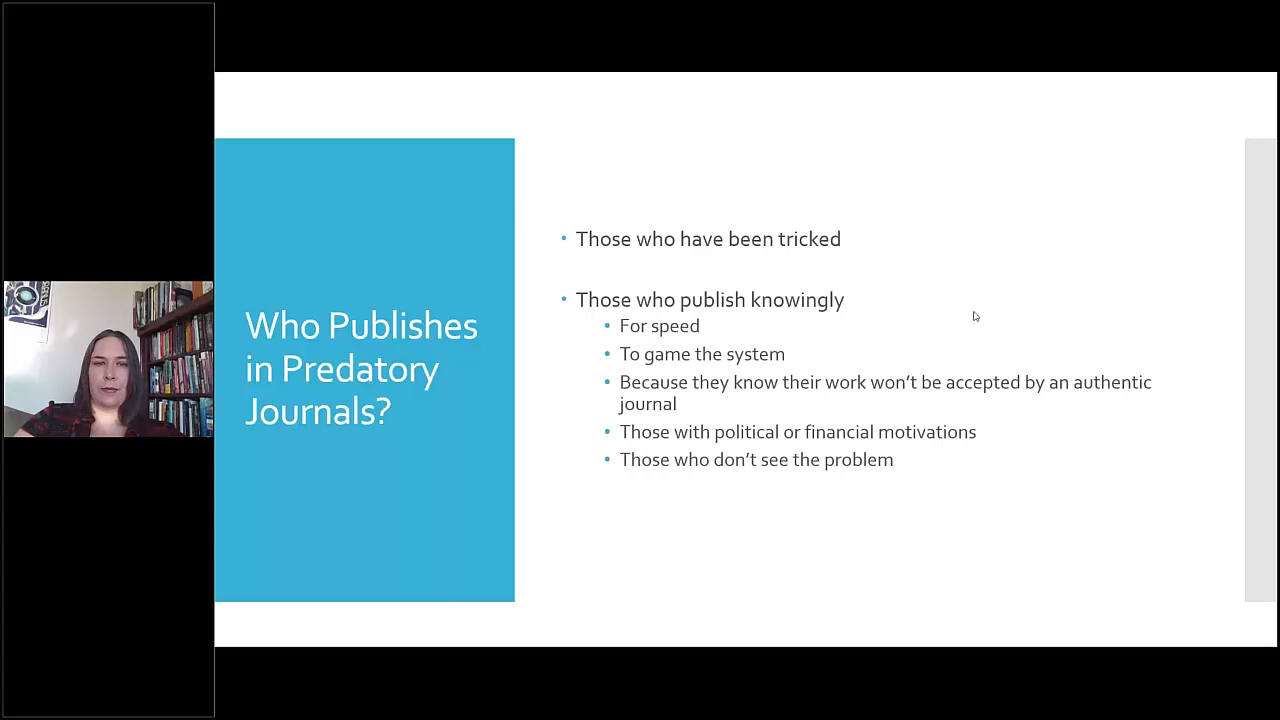 Who Publishes
in Predatory
Journals?
• Those who have been tricked
• Those who publish knowingly
• For speed
• To game the system
• Because they know their work won’t be accepted by an authentic
journal
• Those with political or financial motivations
• Those who don’t see the problem